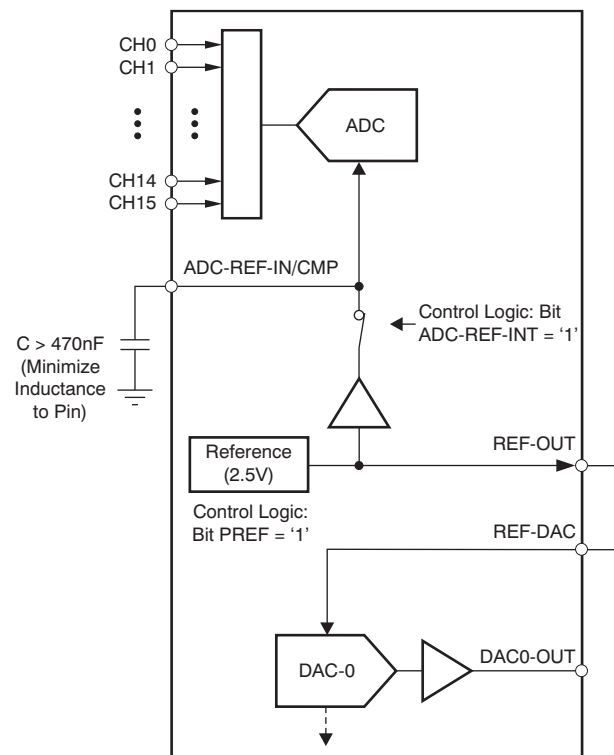 CH0
CH1
ADC
CH14
CH15
ADC-REF-IN/CMP
Control Logic: Bit
ADC-REF-INT = ‘1’
C > 470nF
(Minimize
Inductance
to Pin)
Reference
(2.5V)
REF-OUT
Control Logic:
Bit PREF = ‘1’
REF-DAC
DAC-0
DAC0-OUT